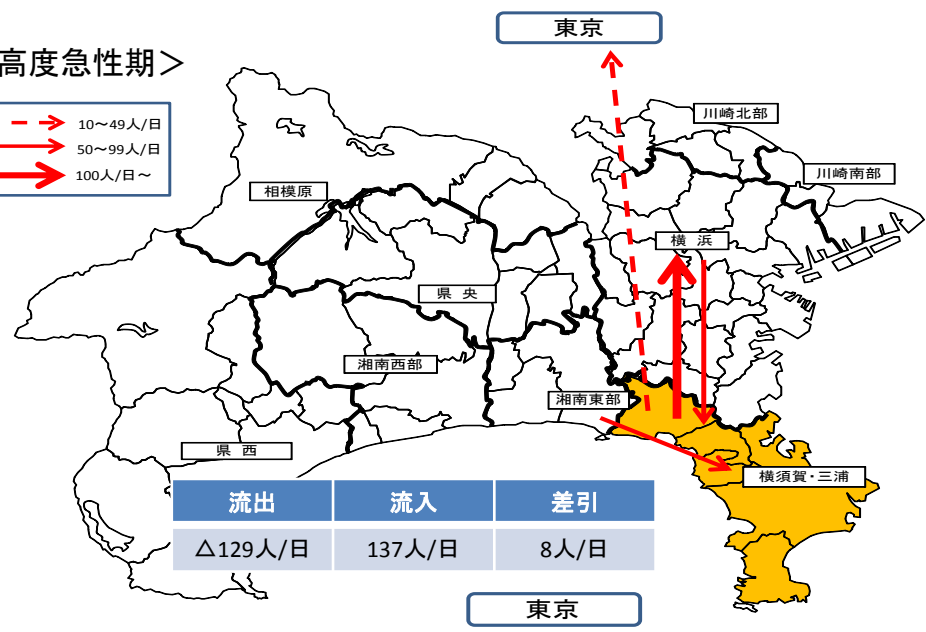 東京
高度急性期＞
10～49人/日
50～99人/日
100人/日～
川崎北部
川崎南部
相模原
横 浜
県 央
湘南西部
湘南東部
県 西
横須賀・三浦
流出 流入 差引
△129人/日 137人/日 8人/日
東京